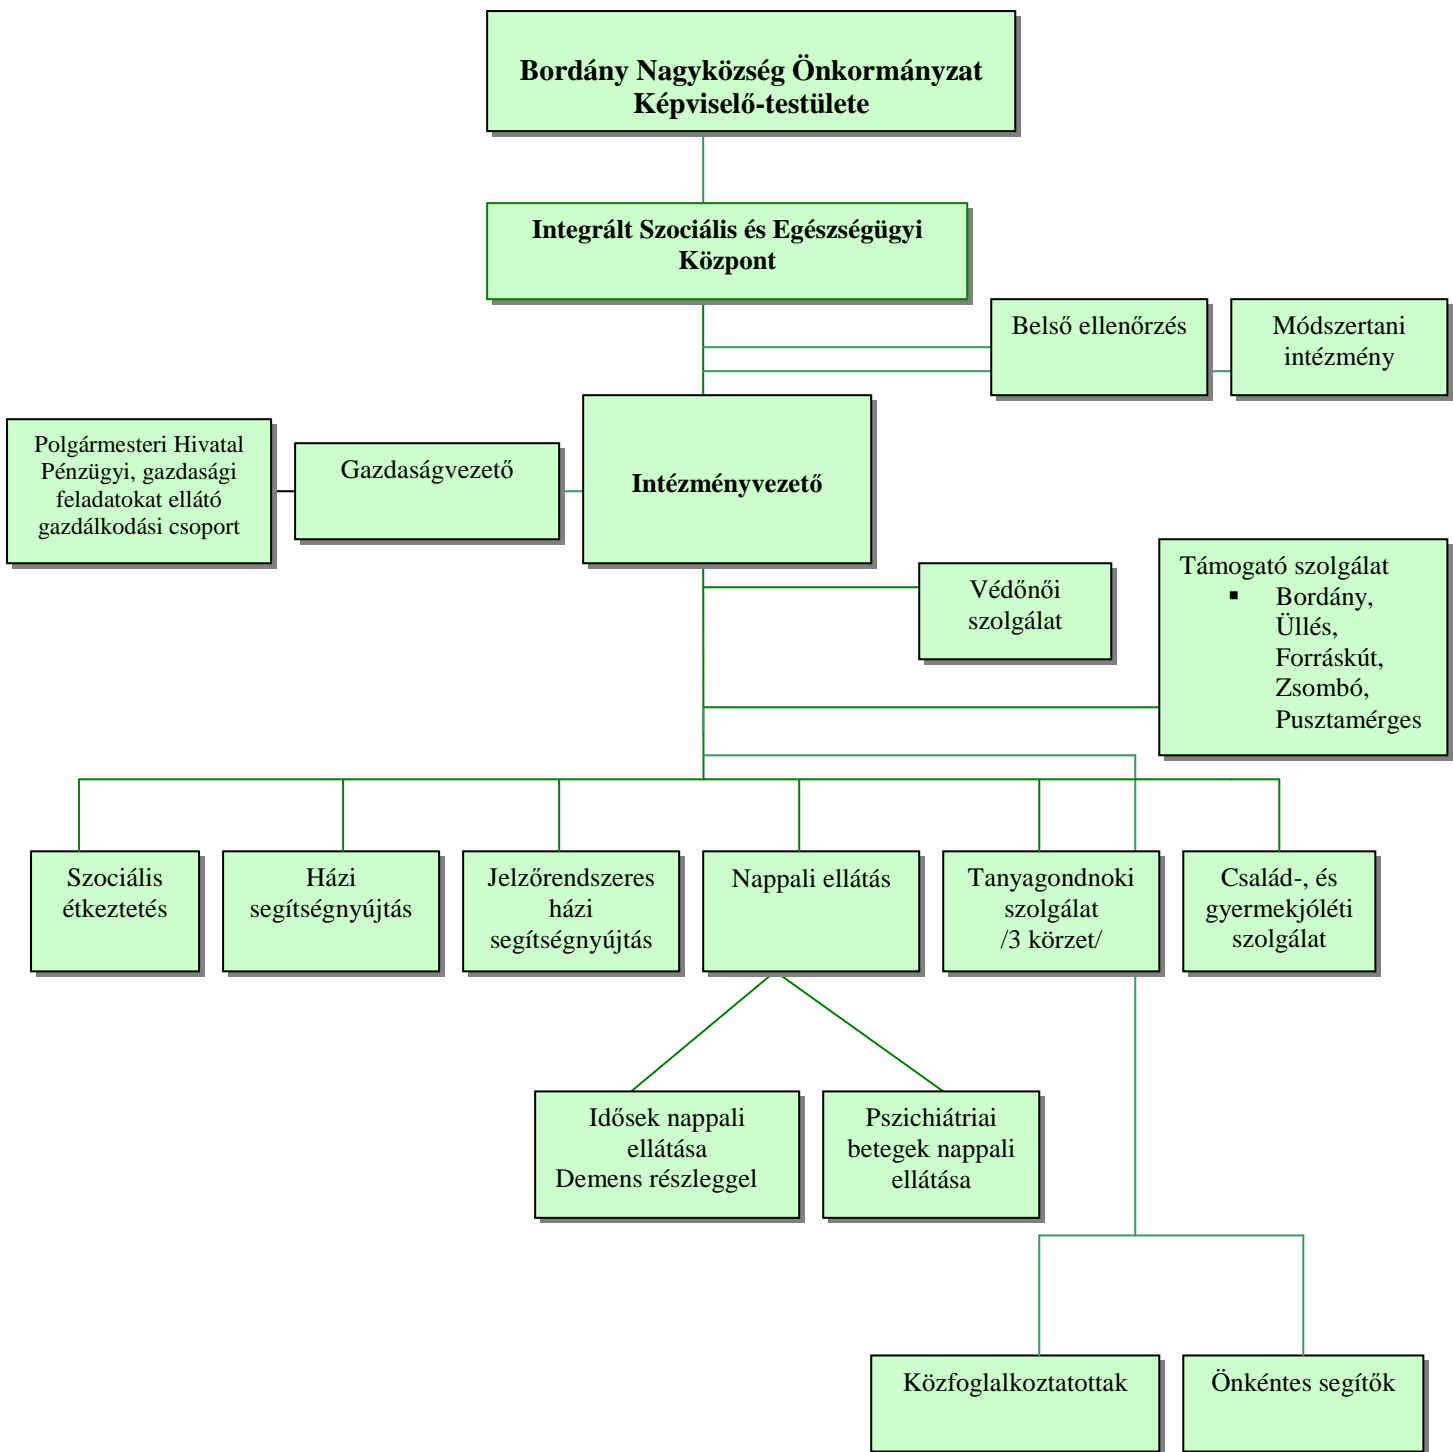 Bordány Nagyközség Önkormányzat
Képviselő-testülete
Integrált Szociális és Egészségügyi
Központ
Belső ellenőrzés
Módszertani
intézmény
Polgármesteri Hivatal
Pénzügyi, gazdasági
feladatokat ellátó
gazdálkodási csoport
Gazdaságvezető
Intézményvezető
Védőnői
szolgálat
Támogató szolgálat
▪ Bordány,
Üllés,
Forráskút,
Zsombó,
Pusztamérges
Szociális
étkeztetés
Házi
segítségnyújtás
Jelzőrendszeres
házi
segítségnyújtás
Nappali ellátás
Tanyagondnoki
szolgálat
/3 körzet/
Család-, és
gyermekjóléti
szolgálat
Idősek nappali
ellátása
Demens részleggel
Pszichiátriai
betegek nappali
ellátása
Közfoglalkoztatottak
Önkéntes segítők